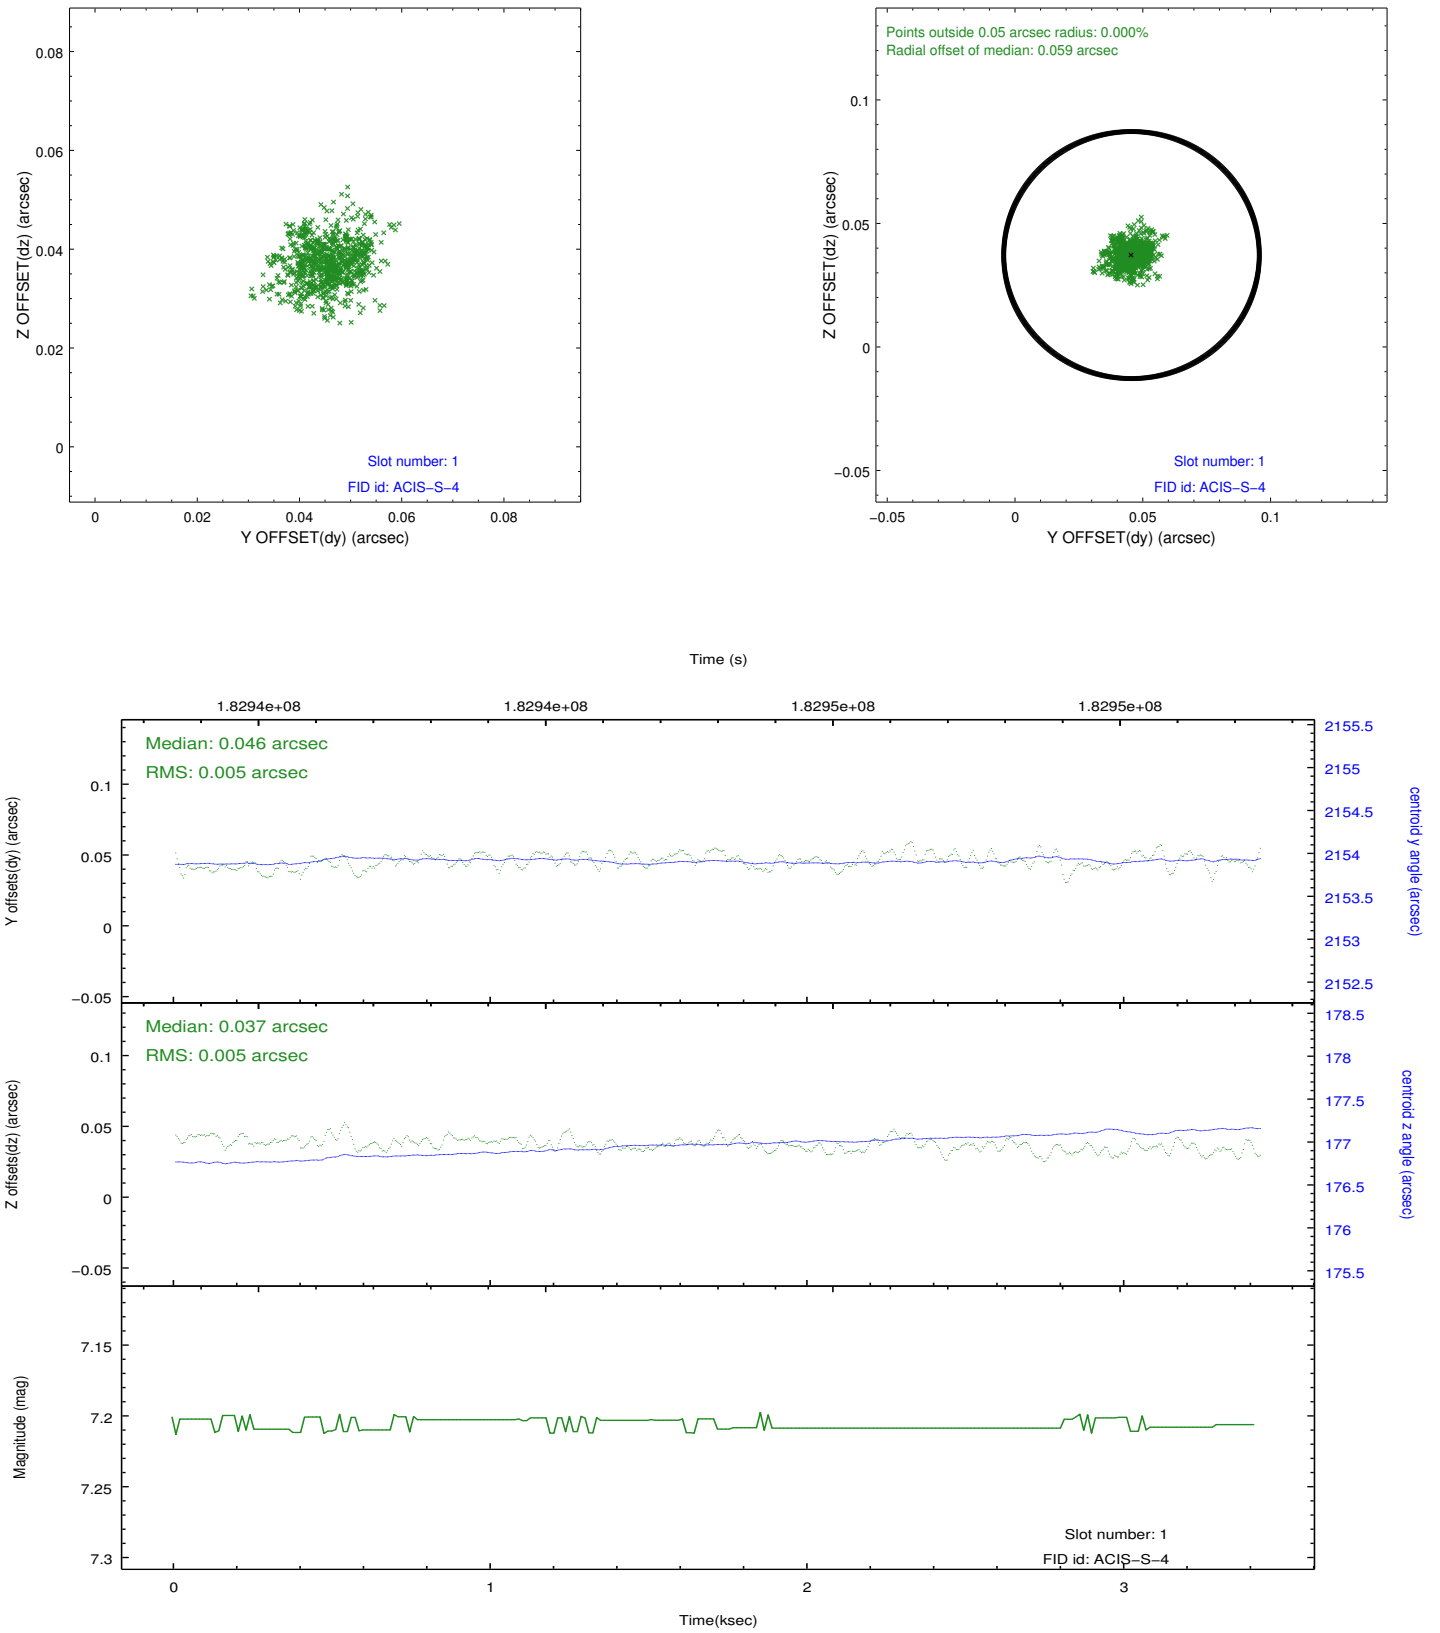 0.08
0.06
0.04
0.02
0
Z OFFSET(dz) (arcsec)
Slot number: 1
FID id: ACIS−S−4
0 0.02 0.04 0.06 0.08
Y OFFSET(dy) (arcsec)
Points outside 0.05 arcsec radius: 0.000%
Radial offset of median: 0.059 arcsec
0.1
0.05
0
−0.05
Z OFFSET(dz) (arcsec)
Slot number: 1
FID id: ACIS−S−4
−0.05 0 0.05 0.1
Y OFFSET(dy) (arcsec)
Time (s)
1.8294e+08 1.8294e+08 1.8295e+08 1.8295e+08
Median: 0.046 arcsec
RMS: 0.005 arcsec
0.1
0.05
0
−0.05
Y offsets(dy) (arcsec)
2155.5
2155
2154.5
2154
2153.5
2153
2152.5
centroid y angle (arcsec)
Median: 0.037 arcsec
RMS: 0.005 arcsec
0.1
0.05
0
−0.05
Z offsets(dz) (arcsec)
178.5
178
177.5
177
176.5
176
175.5
centroid z angle (arcsec)
7.15
7.2
7.25
7.3
Magnitude (mag)
Slot number: 1
FID id: ACIS−S−4
0 1 2 3
Time(ksec)